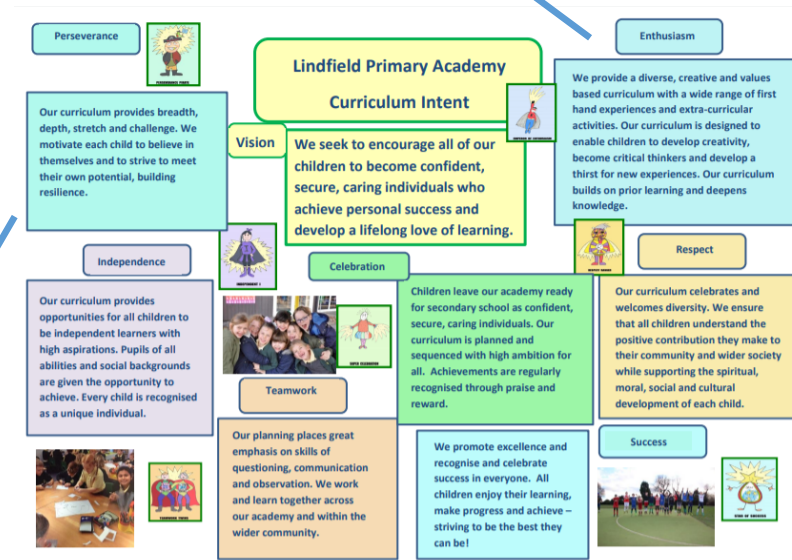 Perseverance
Enthusiasm
Lindfield Primary Academy
Curriculum Intent
Our curriculum provides breadth,
depth, stretch and challenge. We
motivate each child to believe in
themselves and to strive to meet
their own potential, building
resilience.
Vision
We seek to encourage all of our
children to become confident,
secure, caring individuals who
achieve personal success and
develop a lifelong love of learning.
We provide a diverse, creative and values
based curriculum with a wide range of first
hand experiences and extra-curricular
activities. Our curriculum is designed to
enable children to develop creativity,
become critical thinkers and develop a
thirst for new experiences. Our curriculum
builds on prior learning and deepens
knowledge.
Independence
Our curriculum provides
opportunities for all children to
be independent learners with
high aspirations. Pupils of all
abilities and social backgrounds
are given the opportunity to
achieve. Every child is recognised
as a unique individual.
Celebration
Children leave our academy ready
for secondary school as confident,
secure, caring individuals. Our
curriculum is planned and
sequenced with high ambition for
all.  Achievements are regularly
recognised through praise and
reward.
Respect
Our curriculum celebrates and
welcomes diversity. We ensure
that all children understand the
positive contribution they make to
their community and wider society
while supporting the spiritual,
moral, social and cultural
development of each child.
Teamwork
Our planning places great
emphasis on skills of
questioning, communication
and observation. We work
and learn together across
our academy and within the
wider community.
We promote excellence and
recognise and celebrate
success in everyone.  All
children enjoy their learning,
make progress and achieve –
striving to be the best they
can be!
Success